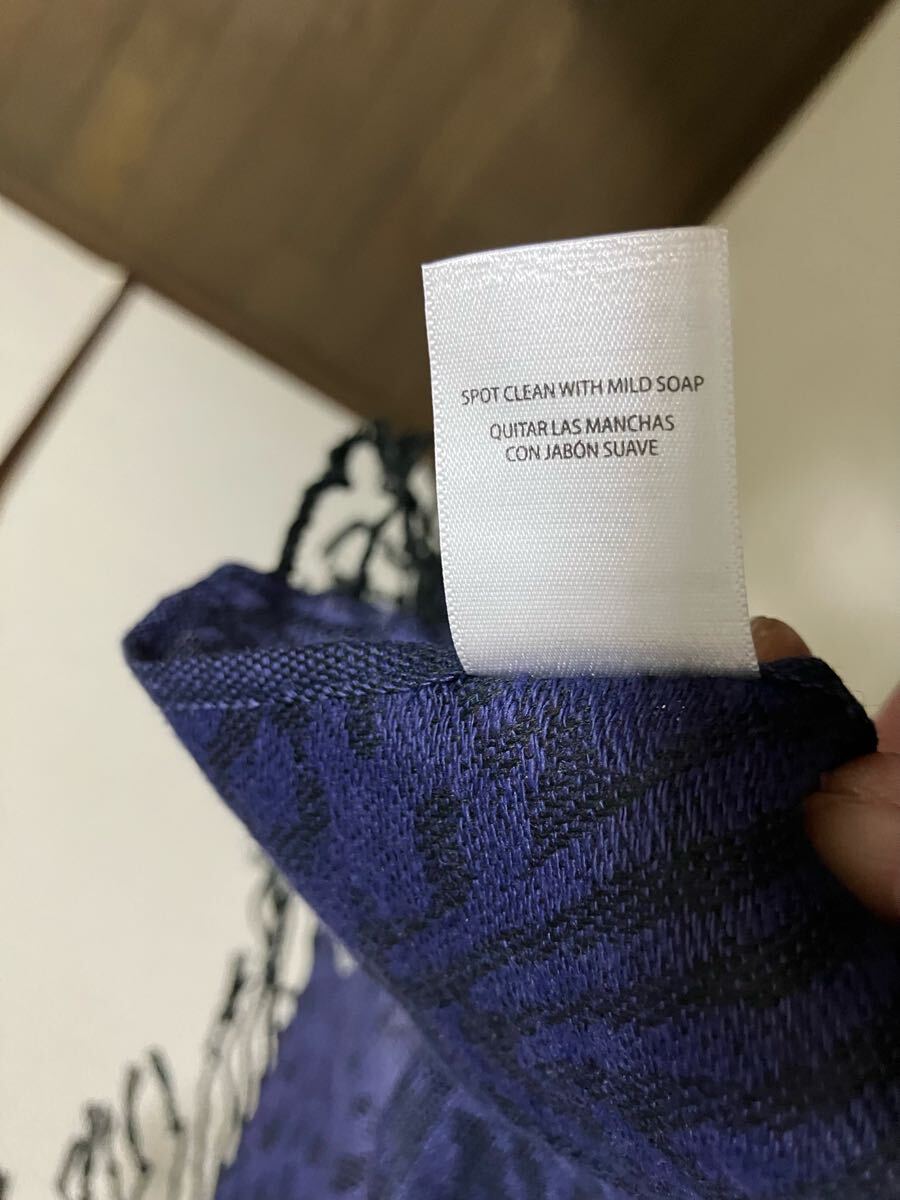 SPOT CLEAN WITH MILD SOAP
QUITAR LAS MANCHAS
CON JABÓN SUAVE